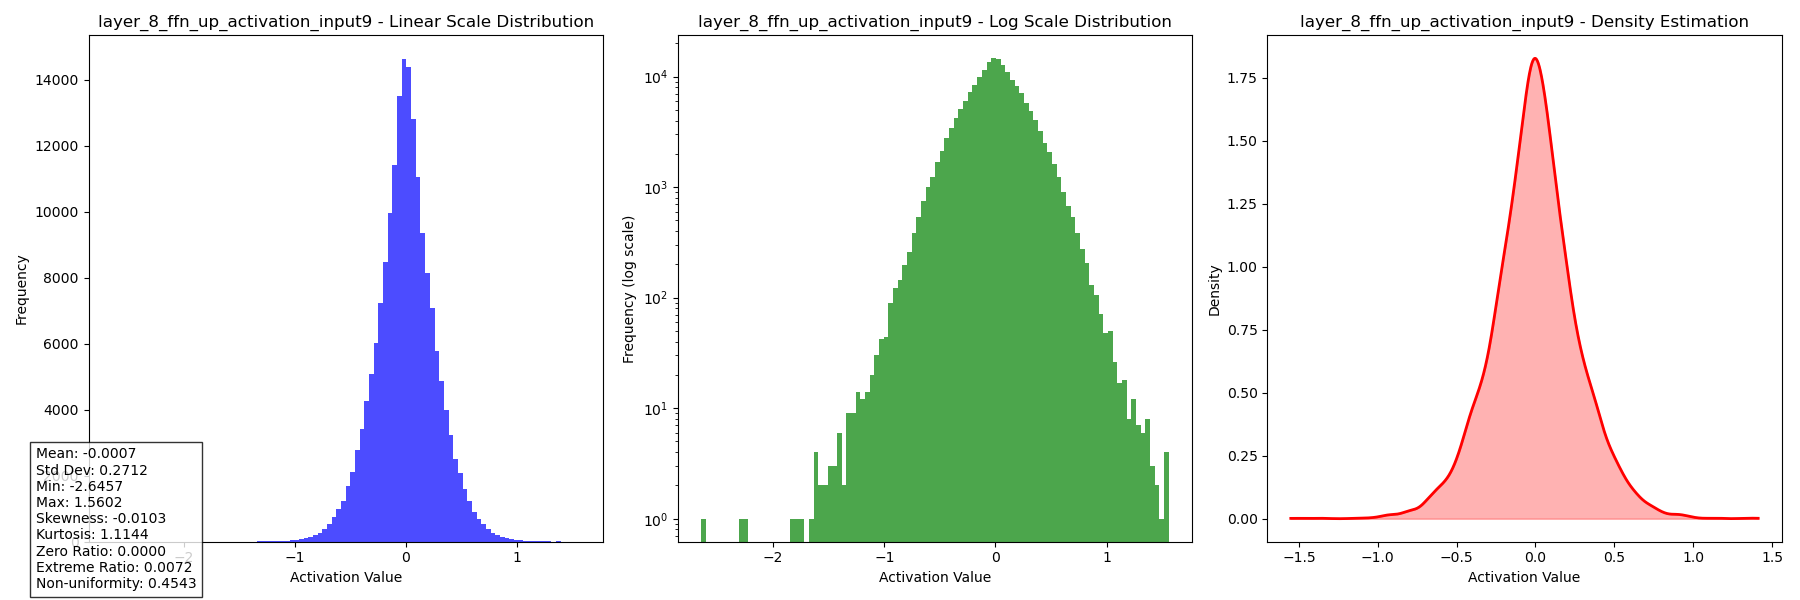 layer_8_ffn_up_activation_input9 - Linear Scale Distribution
14000
12000
10000
8000
6000
4000
2000
0
Frequency
−2
−1
0
1
Activation Value
Mean: -0.0007
Std Dev: 0.2712
Min: -2.6457
Max: 1.5602
Skewness: -0.0103
Kurtosis: 1.1144
Zero Ratio: 0.0000
Extreme Ratio: 0.0072
Non-uniformity: 0.4543
layer_8_ffn_up_activation_input9 - Log Scale Distribution
10⁴
10³
10²
10¹
10⁰
Frequency (log scale)
−2
−1
0
1
Activation Value
layer_8_ffn_up_activation_input9 - Density Estimation
1.75
1.50
1.25
1.00
0.75
0.50
0.25
0.00
Density
−1.5
−1.0
−0.5
0.0
0.5
1.0
1.5
Activation Value